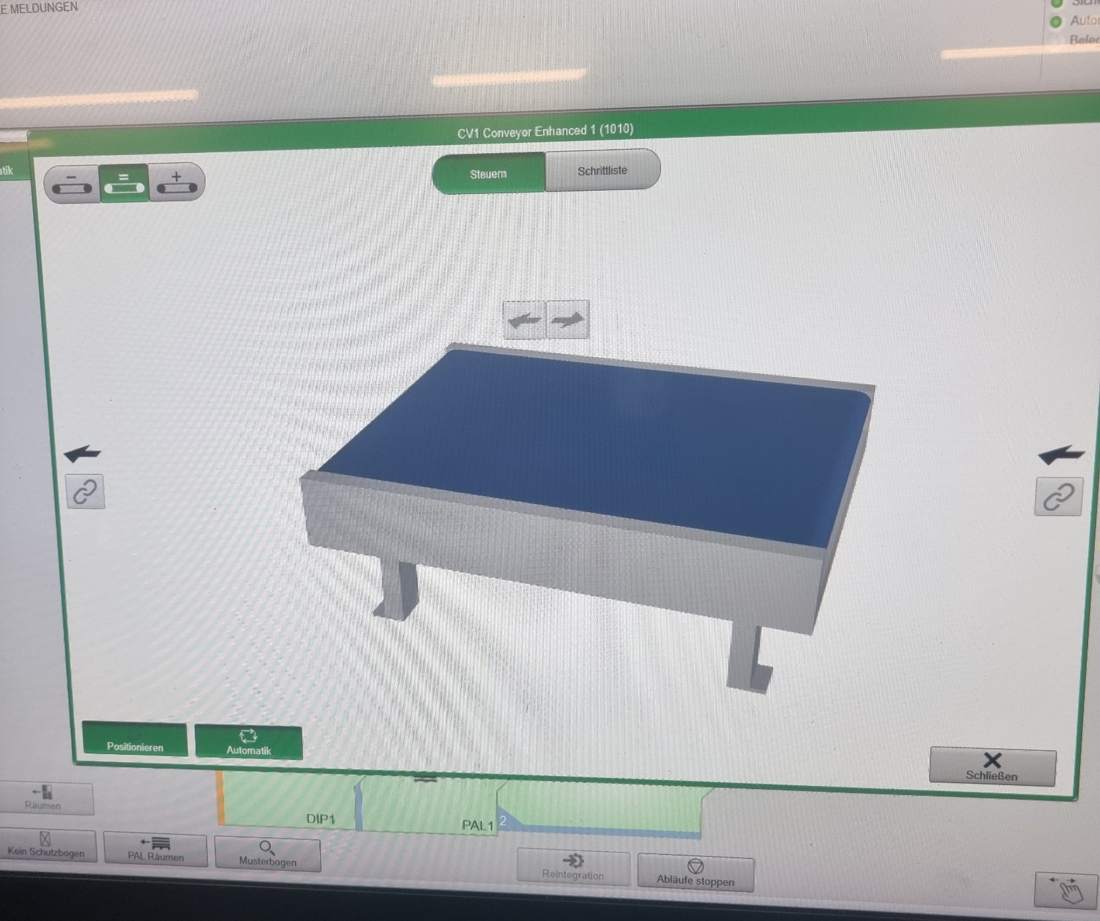 E MELDUNGEN
CV1 Conveyor Enhanced 1 (1010)
Steuern
Schrittliste
Positionieren
Automatik
Schließen
Räumen
DIP1
PAL1
2
Kein Schutzbogen
PAL Räumen
Musterbogen
Reintegration
Abläufe stoppen